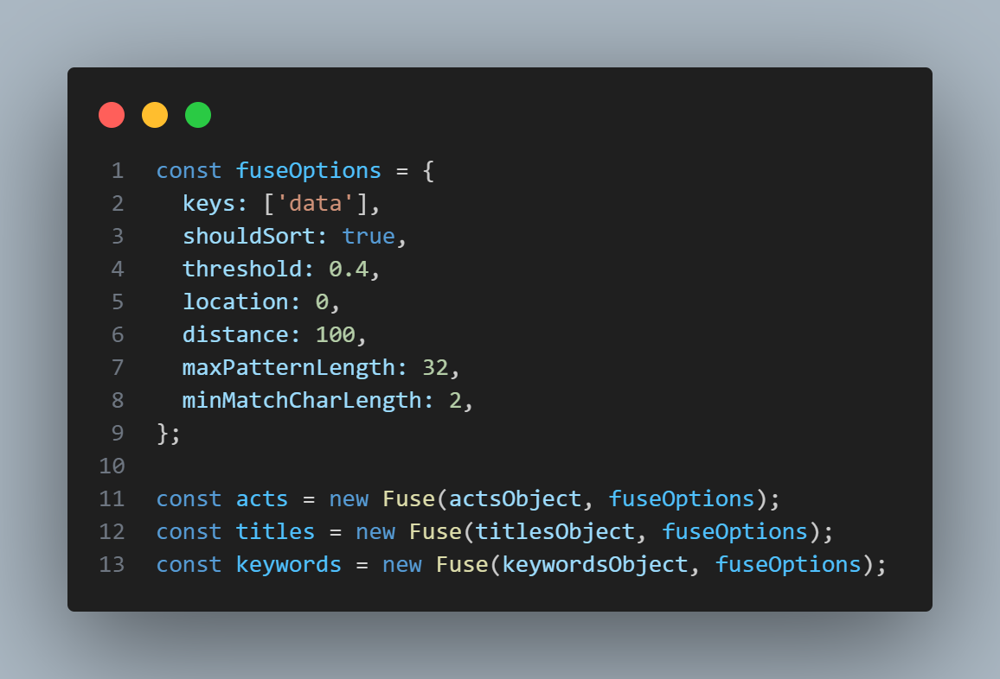 1 const fuseOptions = {
2   keys: ['data'],
3   shouldSort: true,
4   threshold: 0.4,
5   location: 0,
6   distance: 100,
7   maxPatternLength: 32,
8   minMatchCharLength: 2,
9 };
10
11 const acts = new Fuse(actsObject, fuseOptions);
12 const titles = new Fuse(titlesObject, fuseOptions);
13 const keywords = new Fuse(keywordsObject, fuseOptions);